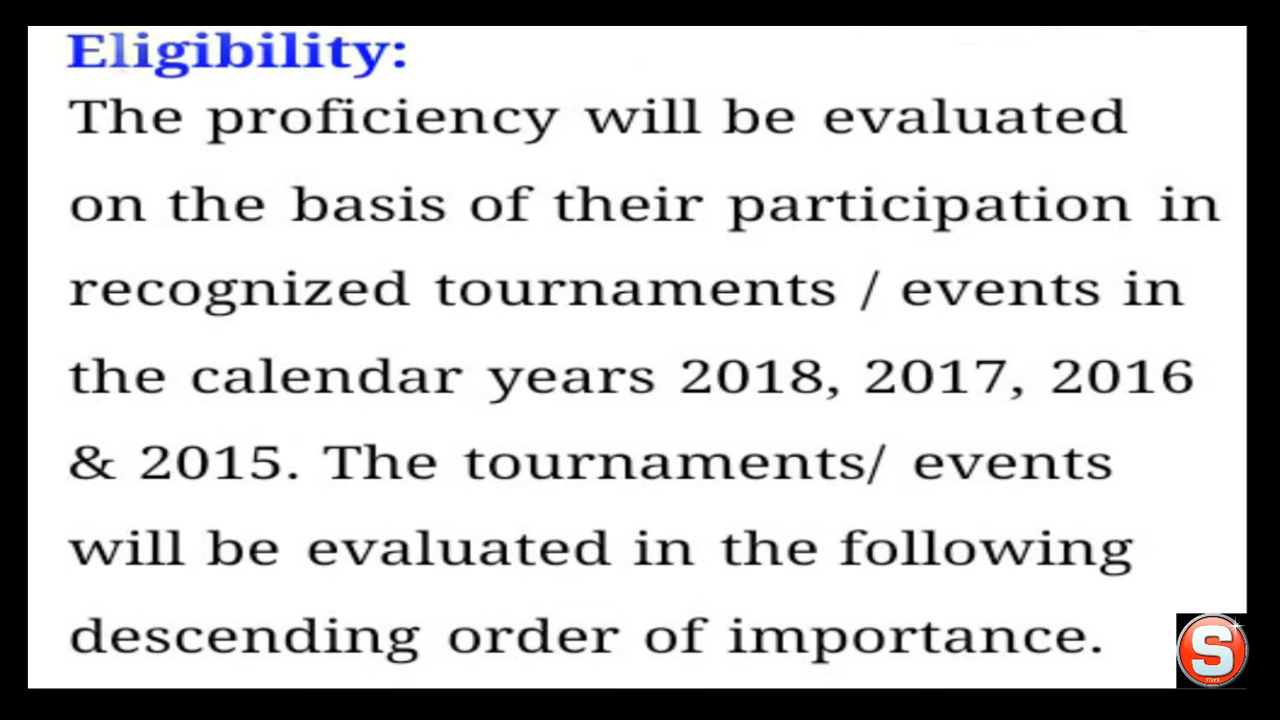 Eligibility:
The proficiency will be evaluated
on the basis of their participation in
recognized tournaments / events in
the calendar years 2018, 2017, 2016
& 2015. The tournaments/ events
will be evaluated in the following
descending order of importance.
S